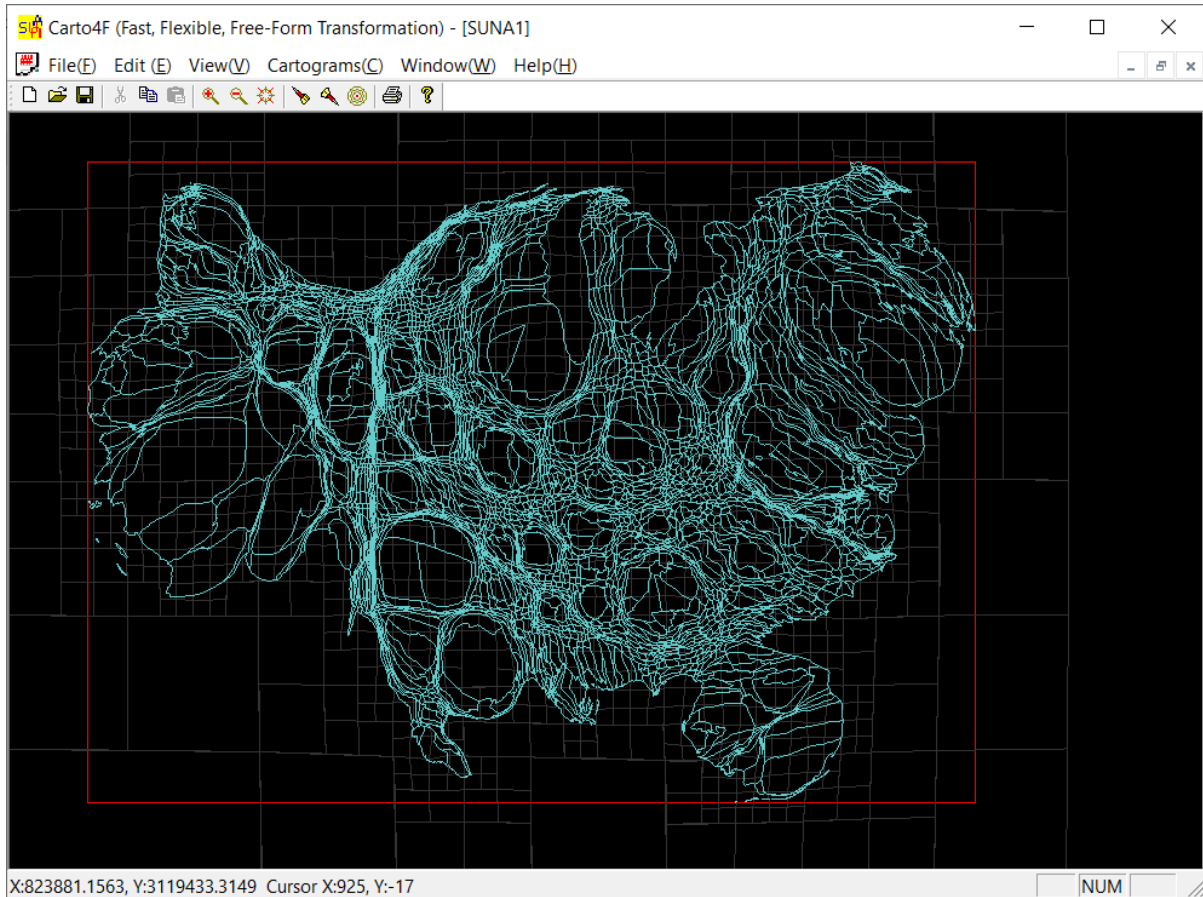 Carto4F (Fast, Flexible, Free-Form Transformation) - [SUNA1]
File(F) Edit (E) View(V) Cartograms(C) Window(W) Help(H)
X:823881.1563, Y:3119433.3149 Cursor X:925, Y:-17 NUM